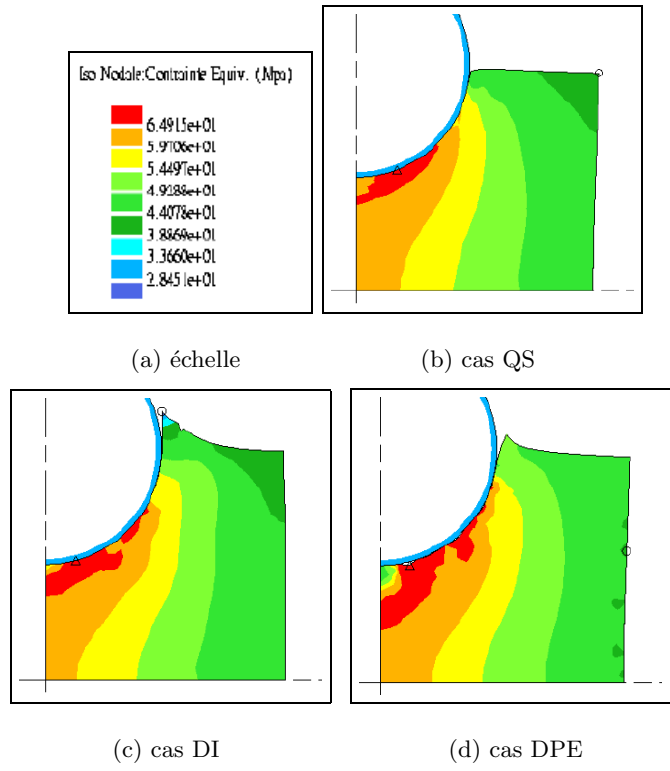 Iso Nodale:Contrainte Equiv. (Mpa)
6.4915e+01
5.9706e+01
5.4497e+01
4.9288e+01
4.4078e+01
3.8869e+01
3.3660e+01
2.8451e+01
(a) échelle
(b) cas QS
(c) cas DI
(d) cas DPE